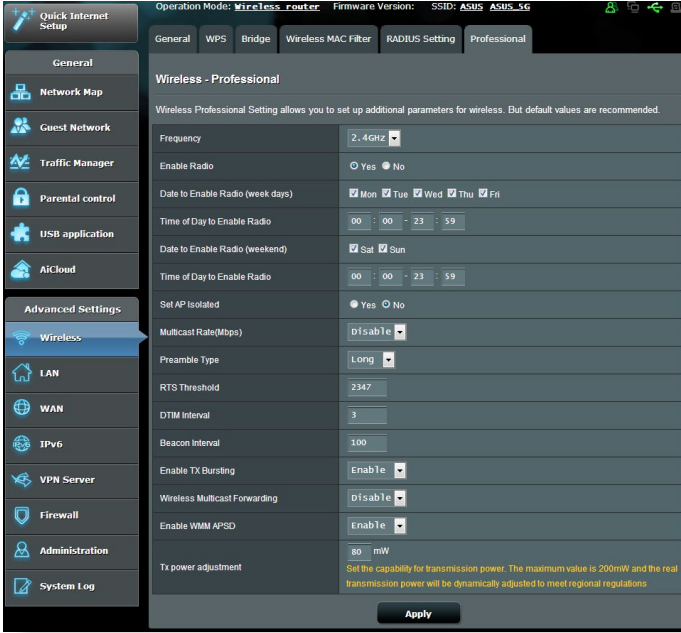 Operation Mode: Wireless router Firmware Version: SSID: ASUS ASUS_5G
Quick Internet
Setup
General
Network Map
Guest Network
Traffic Manager
Parental control
USB application
AiCloud
Advanced Settings
Wireless
LAN
WAN
IPv6
VPN Server
Firewall
Administration
System Log
General WPS Bridge Wireless MAC Filter RADIUS Setting Professional
Wireless - Professional
Wireless Professional Setting allows you to set up additional parameters for wireless. But default values are recommended.
Frequency 2.4GHz
Enable Radio Yes No
Date to Enable Radio (week days) Mon Tue Wed Thu Fri
Time of Day to Enable Radio 00 : 00 - 23 : 59
Date to Enable Radio (weekend) Sat Sun
Time of Day to Enable Radio 00 : 00 - 23 : 59
Set AP Isolated Yes No
Multicast Rate(Mbps) Disable
Preamble Type Long
RTS Threshold 2347
DTIM Interval 3
Beacon Interval 100
Enable TX Bursting Enable
Wireless Multicast Forwarding Disable
Enable WMM APSD Enable
Tx power adjustment 80 mW
Set the capability for transmission power. The maximum value is 200mW and the real
transmission power will be dynamically adjusted to meet regional regulations
Apply